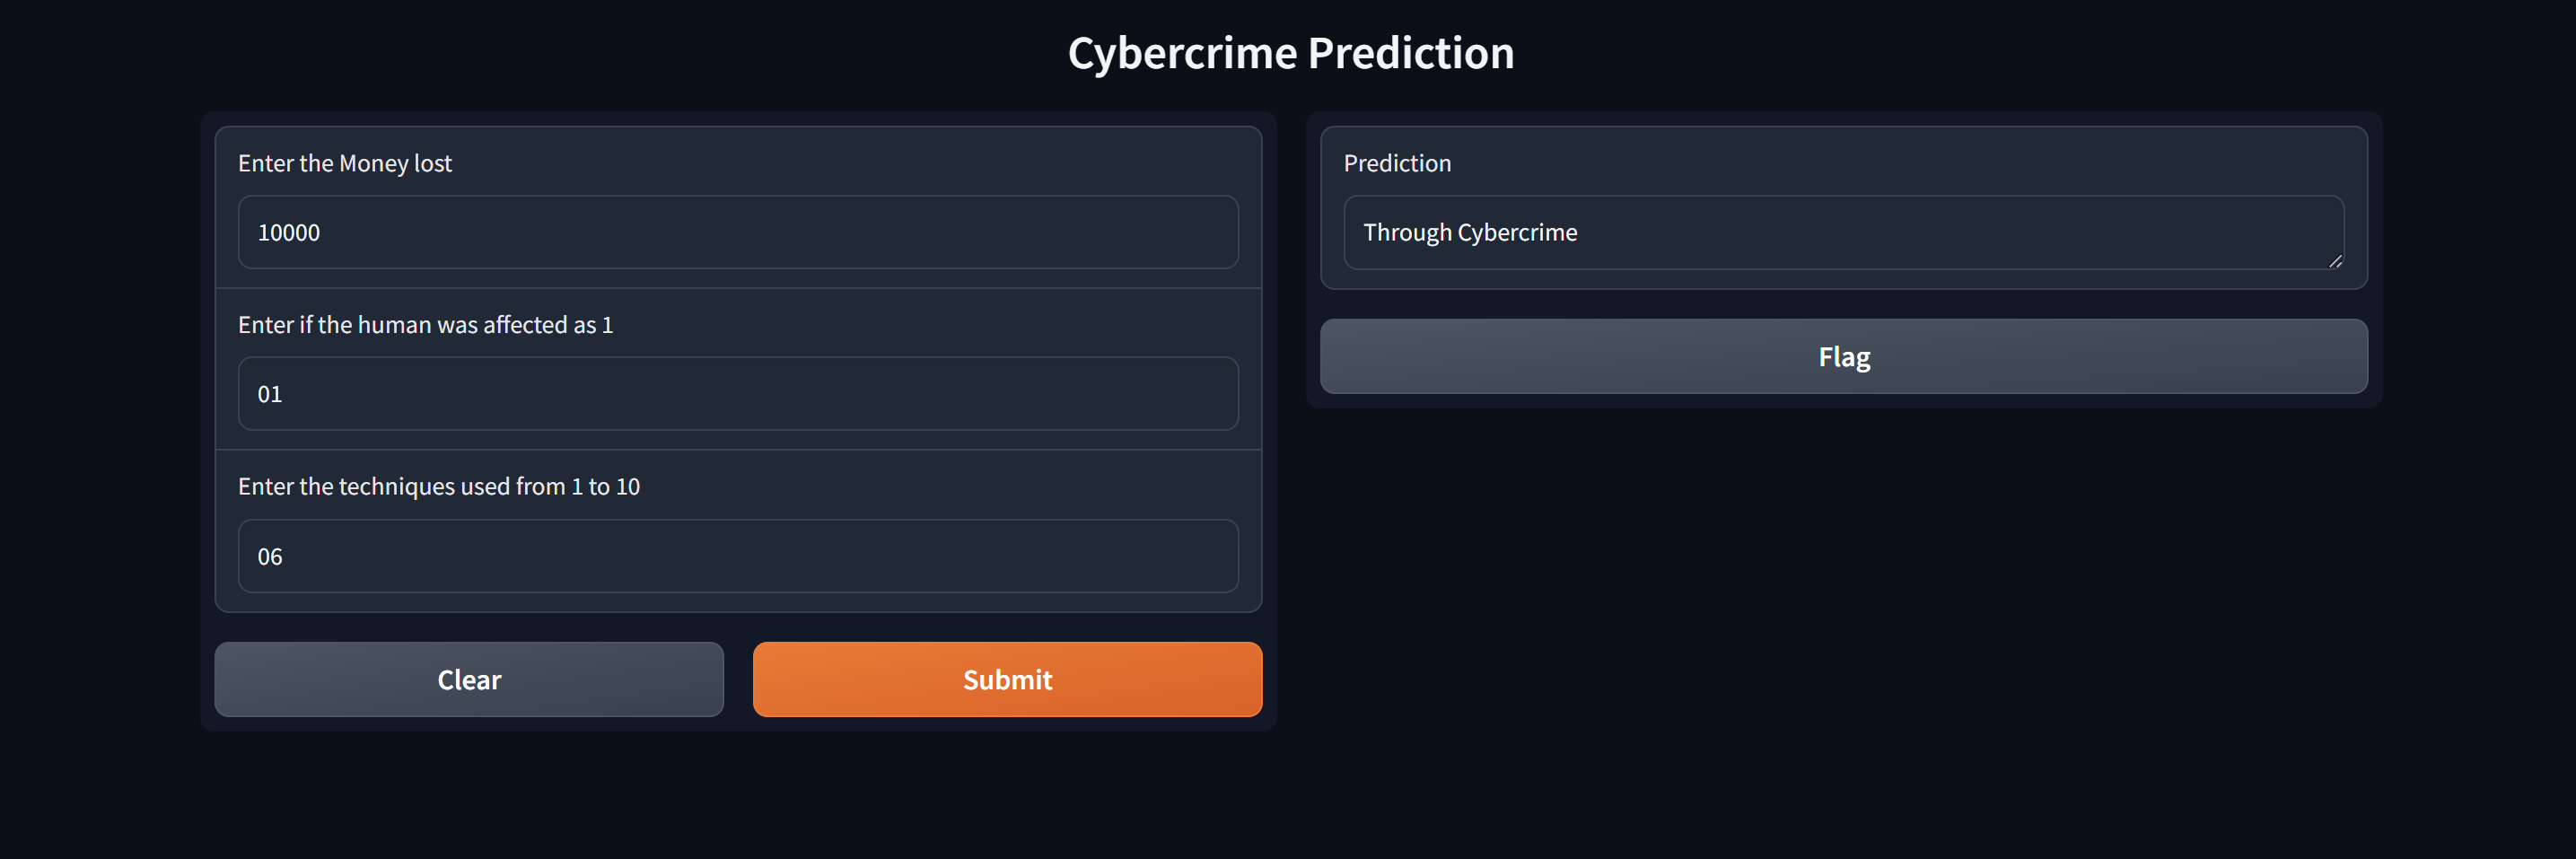 Cybercrime Prediction
Enter the Money lost
10000
Enter if the human was affected as 1
01
Enter the techniques used from 1 to 10
06
Clear
Submit
Prediction
Through Cybercrime
Flag